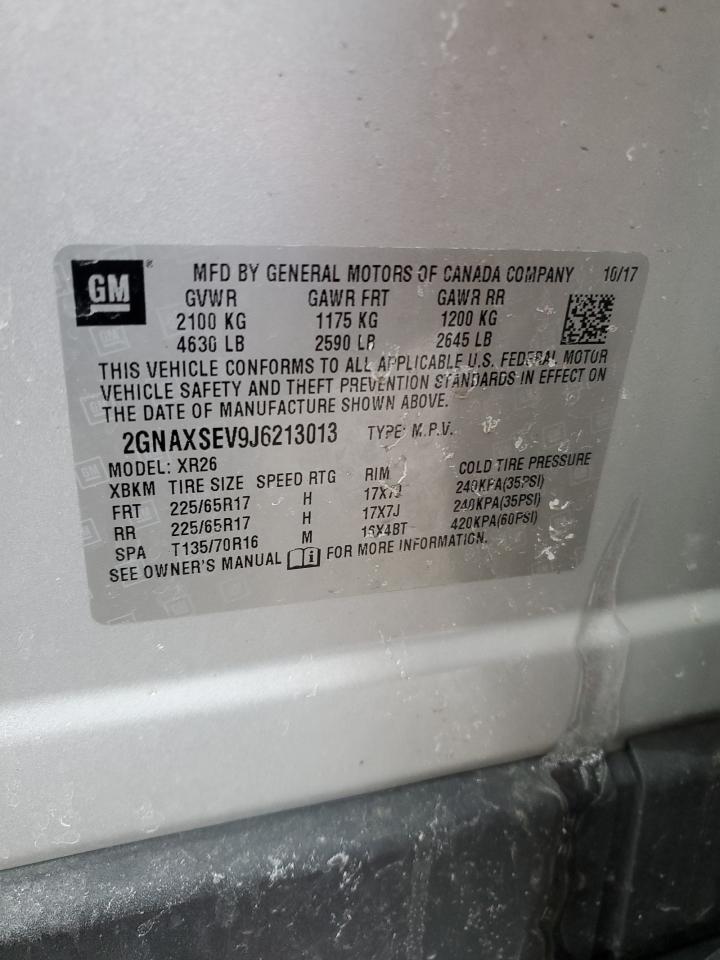 GM MFD BY GENERAL MOTORS OF CANADA COMPANY 10/17
GVWR GAWR FRT GAWR RR
2100 KG 1175 KG 1200 KG
4630 LB 2590 LB 2645 LB
THIS VEHICLE CONFORMS TO ALL APPLICABLE U.S. FEDERAL MOTOR
VEHICLE SAFETY AND THEFT PREVENTION STANDARDS IN EFFECT ON
THE DATE OF MANUFACTURE SHOWN ABOVE.
2GNAXSEV9J6213013 TYPE: M.P.V.
MODEL: XR26
XBKM TIRE SIZE SPEED RTG RIM COLD TIRE PRESSURE
FRT 225/65R17 H 17X7J 240KPA(35PSI)
RR 225/65R17 H 17X7J 240KPA(35PSI)
SPA T135/70R16 M 16X4BT 420KPA(60PSI)
SEE OWNER'S MANUAL FOR MORE INFORMATION.